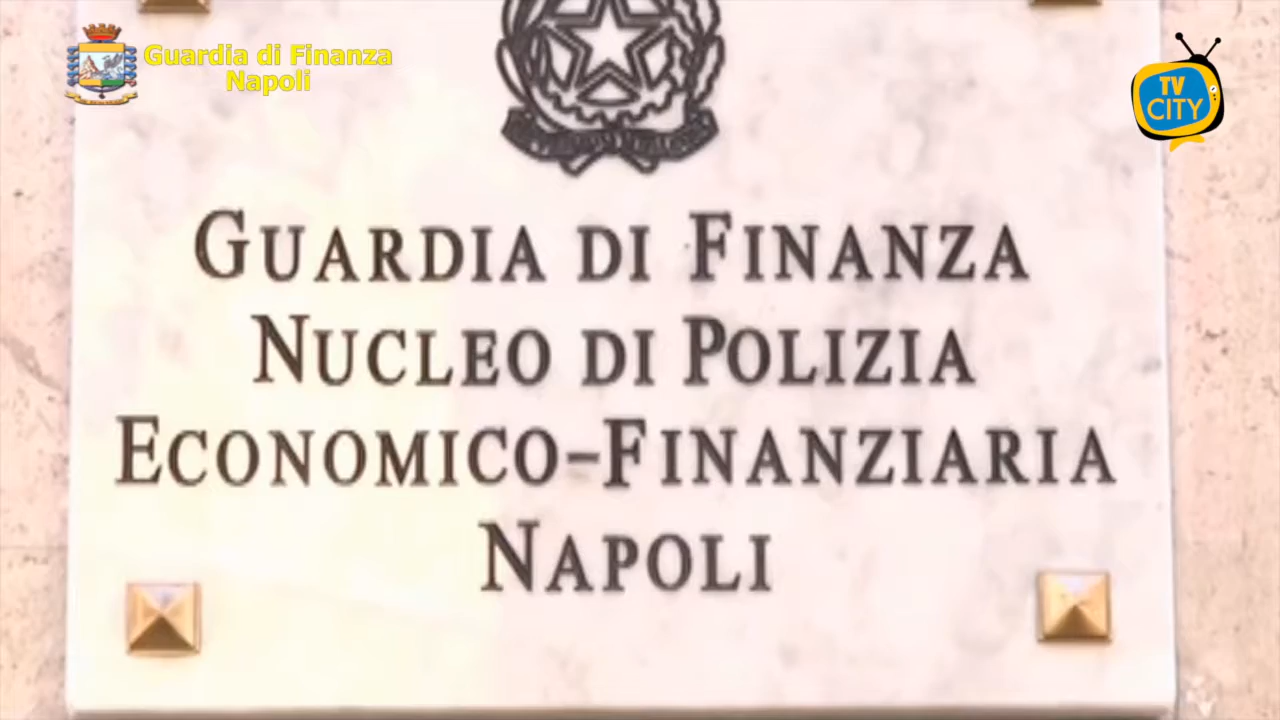 Guardia di Finanza
Napoli
TV
CITY
GUARDIA DI FINANZA
NUCLEO DI POLIZIA
ECONOMICO-FINANZIARIA
NAPOLI